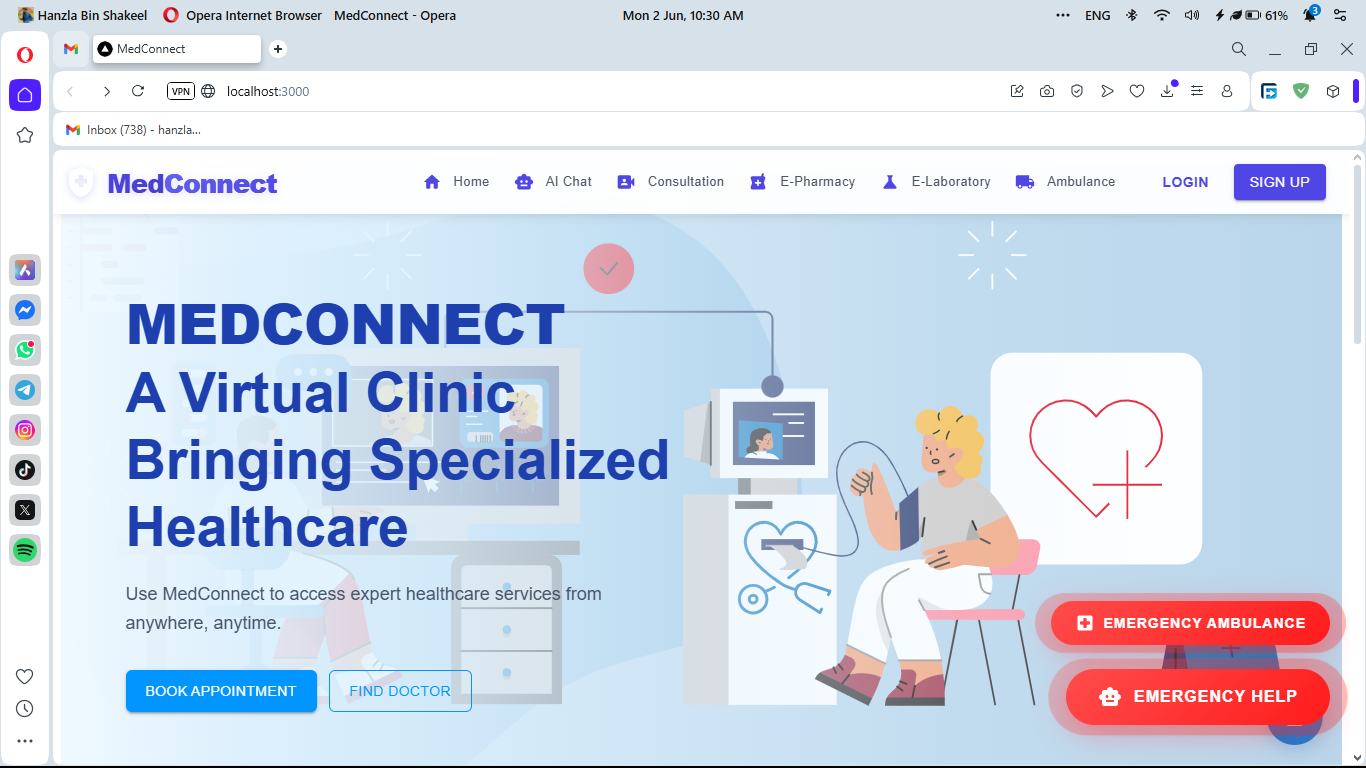 Hanzla Bin Shakeel Opera Internet Browser MedConnect - Opera Mon 2 Jun, 10:30 AM ENG 61% 3
MedConnect
VPN localhost:3000
Inbox (738) - hanzla...
MedConnect Home AI Chat Consultation E-Pharmacy E-Laboratory Ambulance LOGIN SIGN UP
MEDCONNECT
A Virtual Clinic
Bringing Specialized
Healthcare
Use MedConnect to access expert healthcare services from
anywhere, anytime.
BOOK APPOINTMENT FIND DOCTOR
EMERGENCY AMBULANCE
EMERGENCY HELP